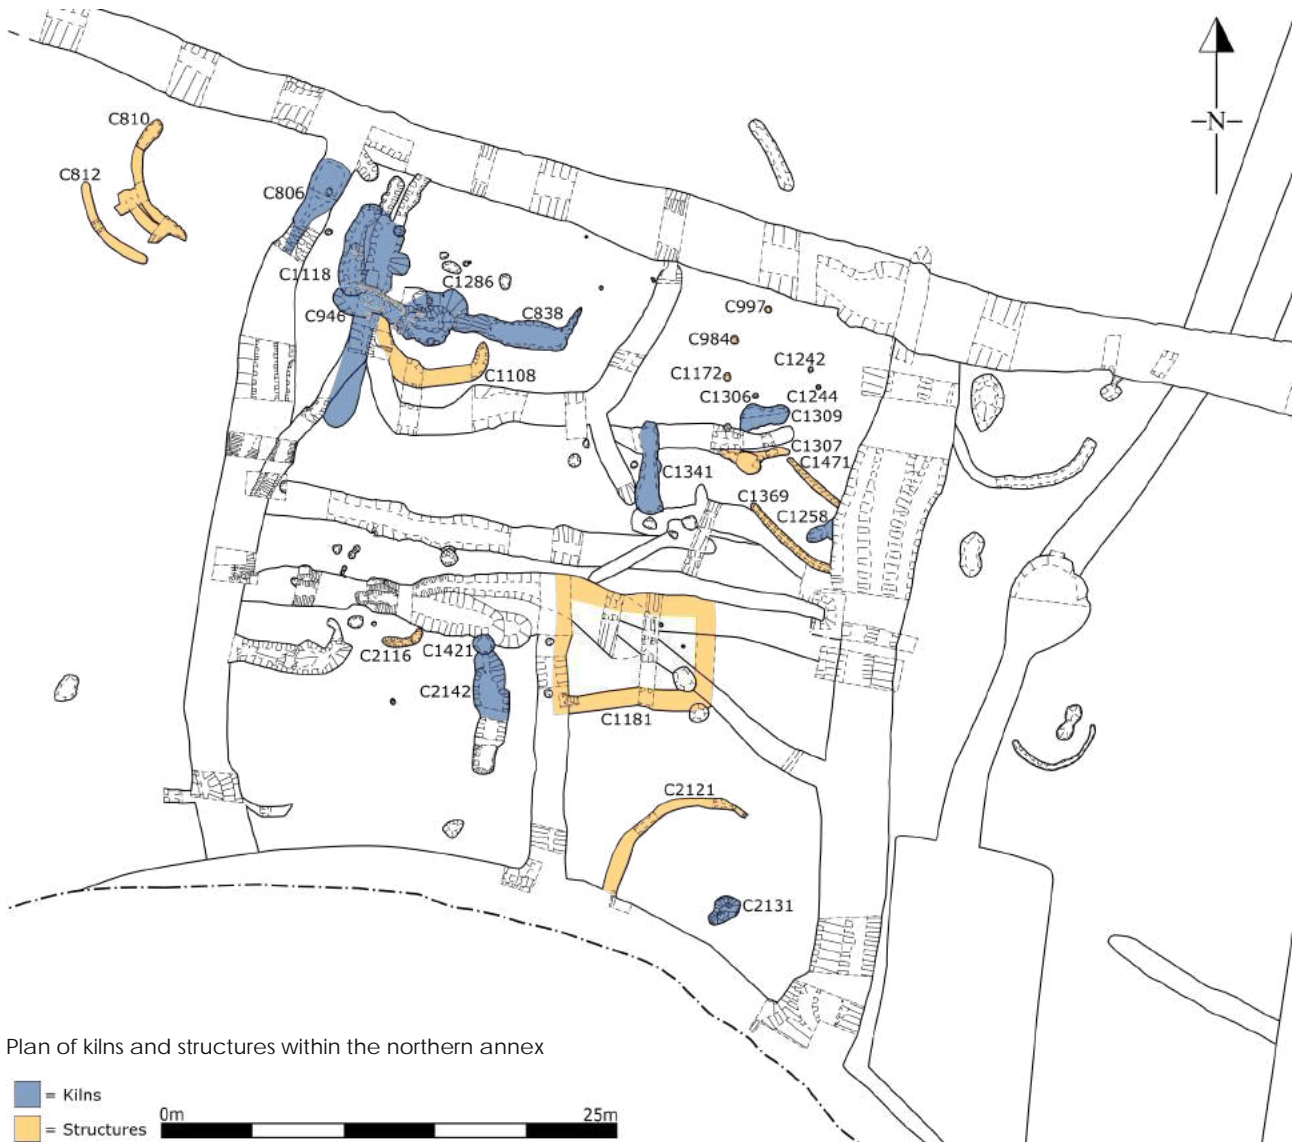 C810
C812
C806
N
C1118
C1286
C946
C838
C997
C984
C1242
C1172
C1244
C1306
C1309
C1108
C1307
C1471
C1341
C1369
C1258
C2116
C1421
C2142
C1181
C2121
C2131
Plan of kilns and structures within the northern annex
= Kilns
0m 25m
= Structures